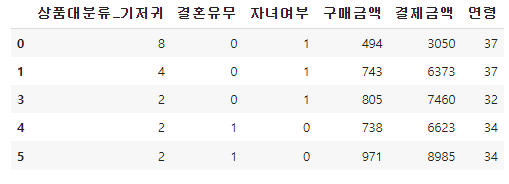 상품대분류_기저귀 결혼유무 자녀여부 구매금액 결제금액 연령
0 8 0 1 494 3050 37
1 4 0 1 743 6373 37
3 2 0 1 805 7460 32
4 2 1 0 738 6623 34
5 2 1 0 971 8985 34